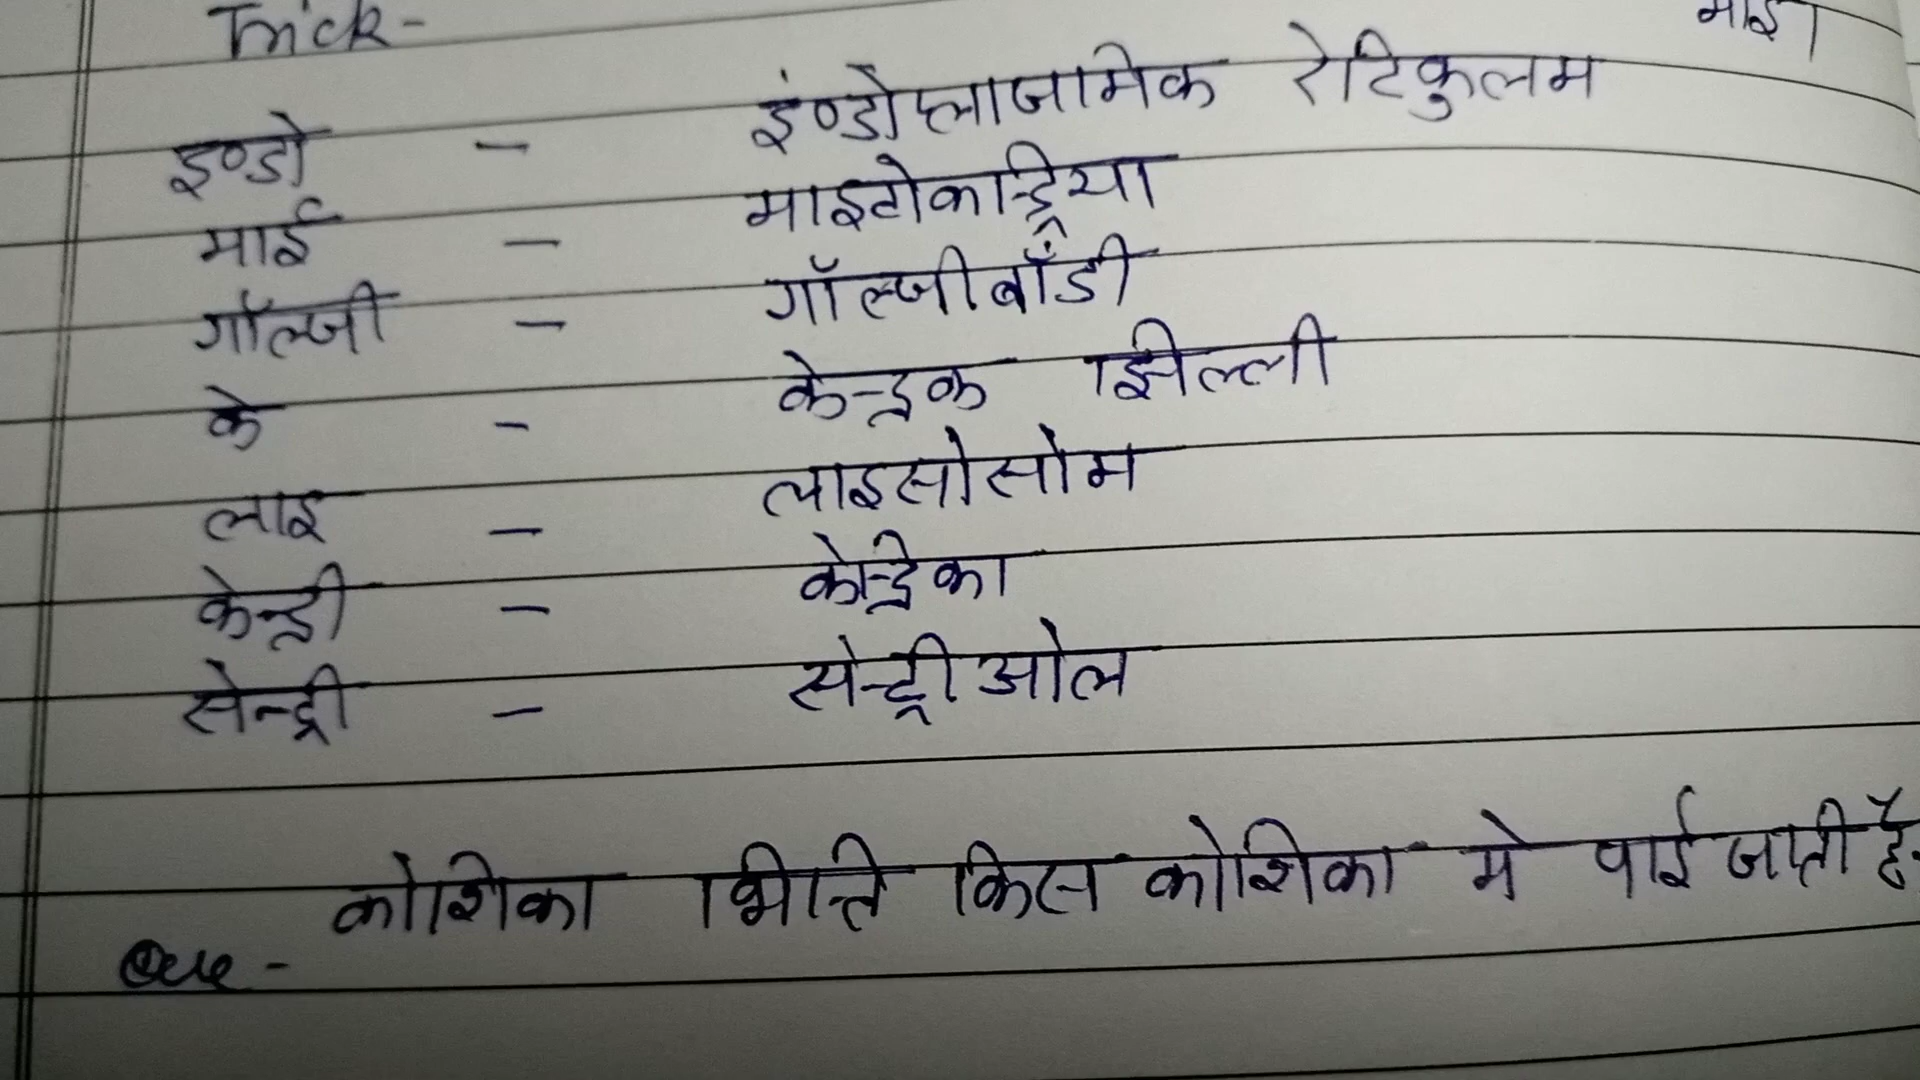 Trick- माई।
इण्डो - इंण्डोप्लाजामिक रेटिकुलम
माई - माइटोकान्ड्रिया
गॉल्जी - गॉल्जीबॉडी
के - केन्द्रक झिल्ली
लाइ - लाइसोसोम
केन्द्री - केन्द्रिका
सेन्ट्री - सेन्ट्रीओल
कोशिका भित्ति किस कोशिका मे पाई जाती है-
Que-